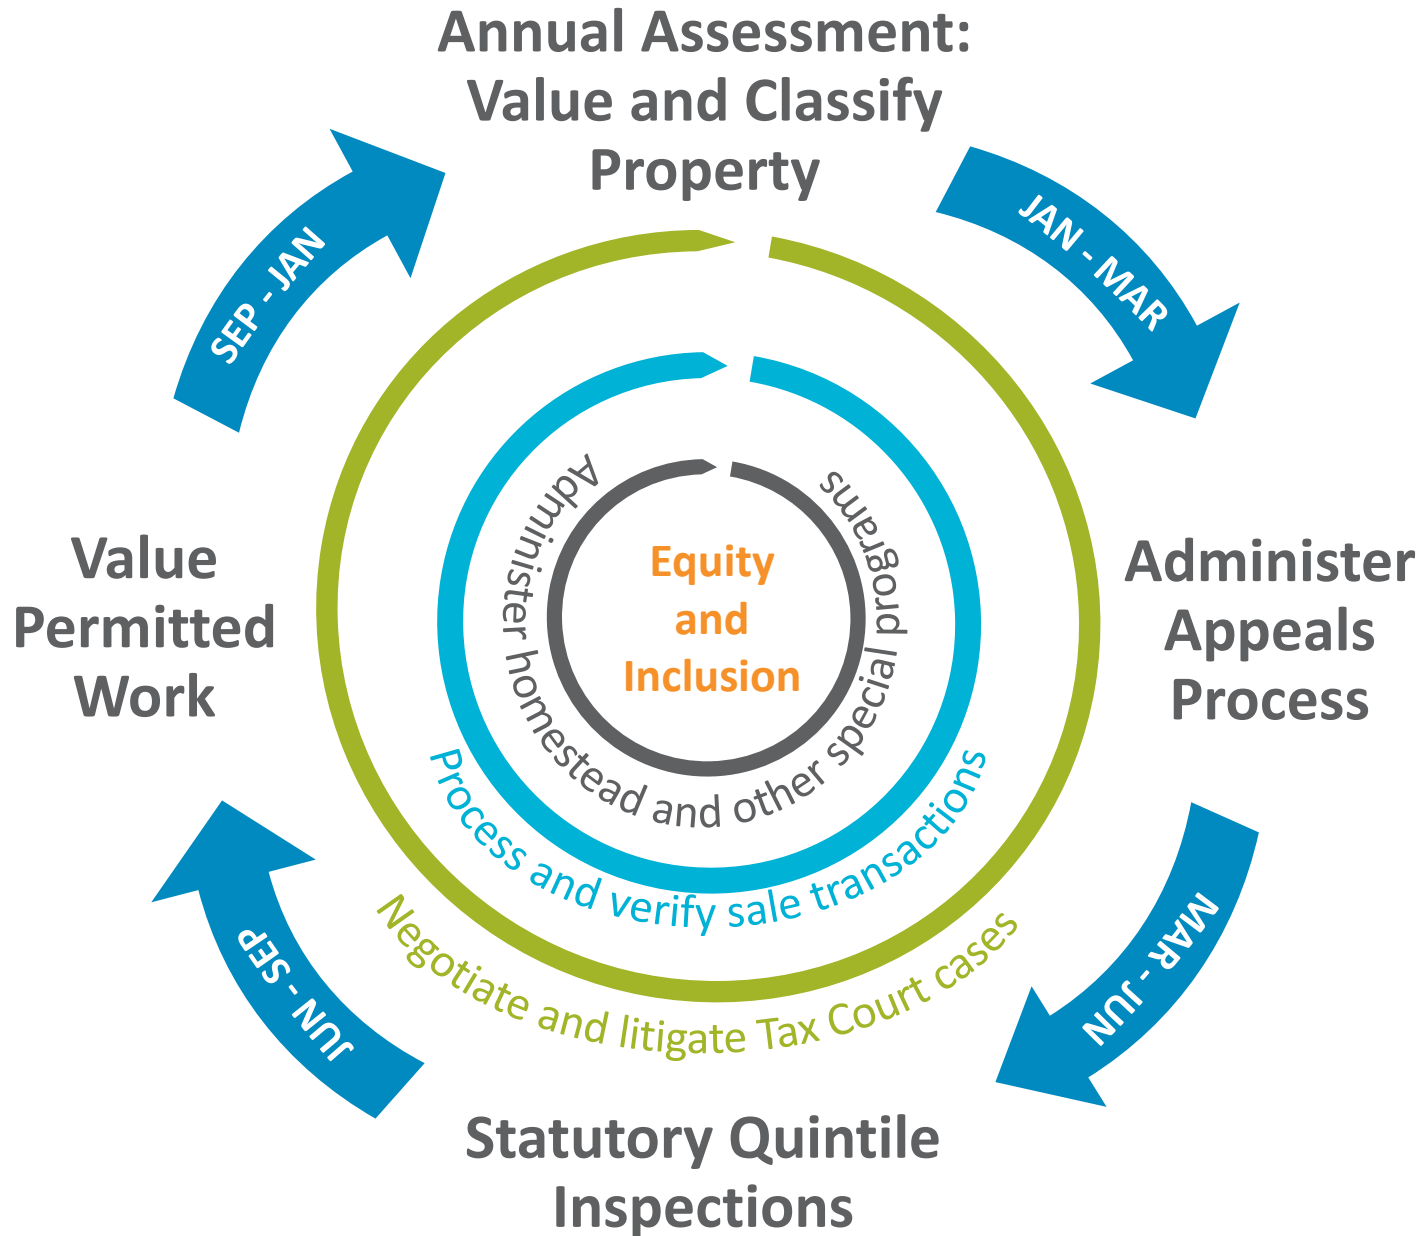 Annual Assessment:
Value and Classify
Property
SEP - JAN
JAN - MAR
Administer homestead and other special programs
Equity
and
Inclusion
Value
Permitted
Work
Administer
Appeals
Process
Process and verify sale transactions
Negotiate and litigate Tax Court cases
JUN - SEP
MAR - JUN
Statutory Quintile
Inspections